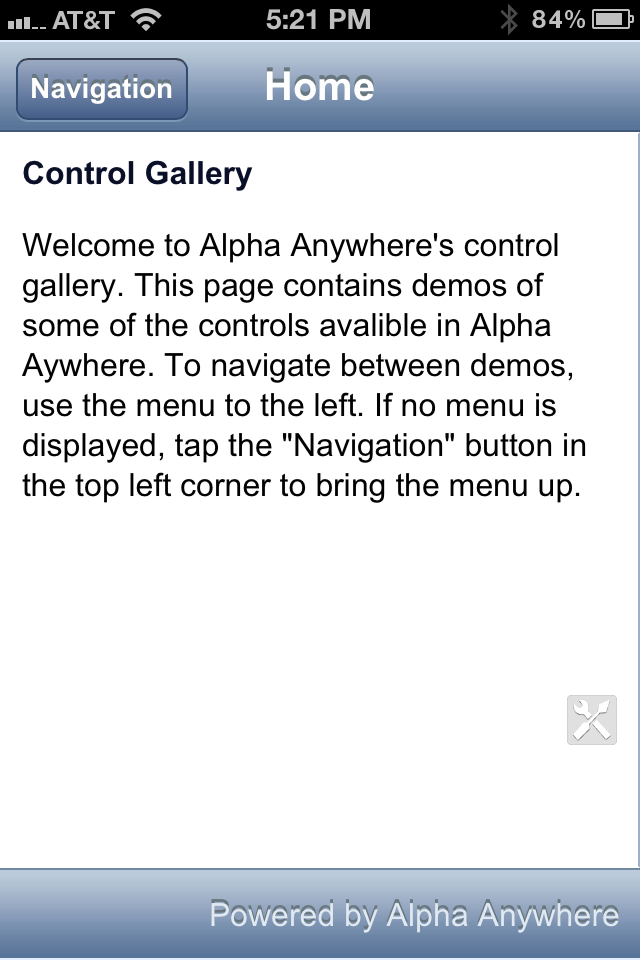 AT&T 5:21 PM 84%
Navigation Home
Control Gallery
Welcome to Alpha Anywhere's control
gallery. This page contains demos of
some of the controls avalible in Alpha
Aywhere. To navigate between demos,
use the menu to the left. If no menu is
displayed, tap the "Navigation" button in
the top left corner to bring the menu up.
Powered by Alpha Anywhere